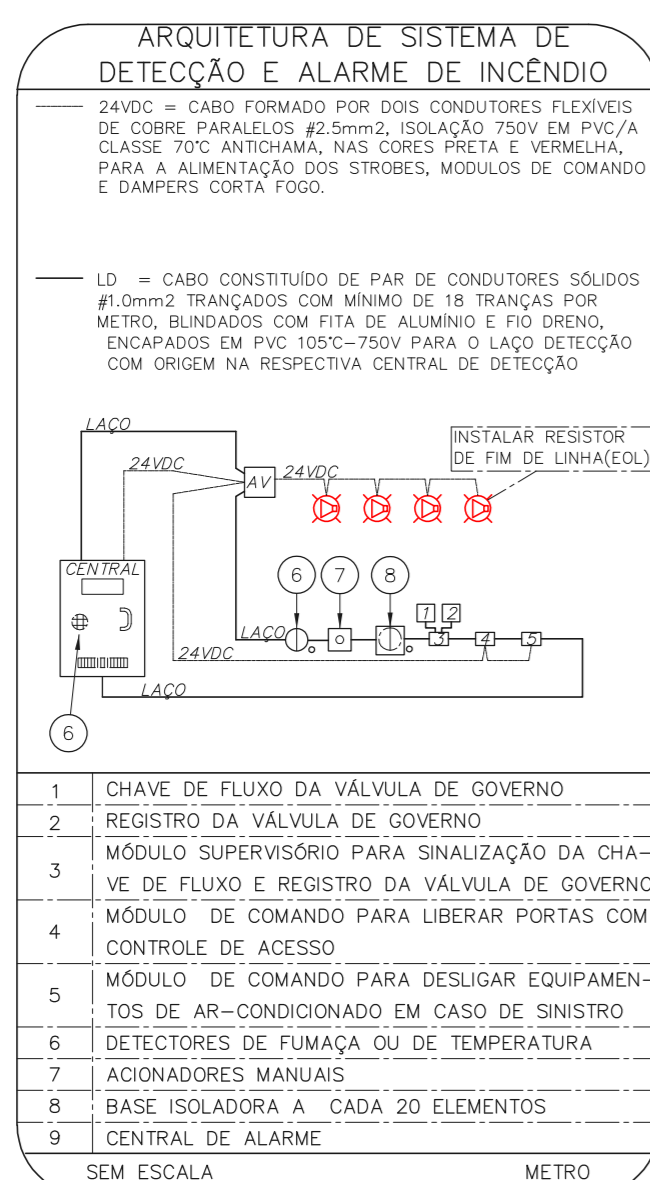 ARQUITETURA DE SISTEMA DE
DETECÇÃO E ALARME DE INCÊNDIO
24VDC = CABO FORMADO POR DOIS CONDUTORES FLEXÍVEIS
DE COBRE PARALELOS #2.5mm2, ISOLAÇÃO 750V EM PVC/A
CLASSE 70°C ANTICHAMA, NAS CORES PRETA E VERMELHA,
PARA A ALIMENTAÇÃO DOS STROBES, MODULOS DE COMANDO
E DAMPERS CORTA FOGO.
LD = CABO CONSTITUÍDO DE PAR DE CONDUTORES SÓLIDOS
#1.0mm2 TRANÇADOS COM MÍNIMO DE 18 TRANÇAS POR
METRO, BLINDADOS COM FITA DE ALUMÍNIO E FIO DRENO,
ENCAPADOS EM PVC 105°C-750V PARA O LAÇO DETECÇÃO
COM ORIGEM NA RESPECTIVA CENTRAL DE DETECÇÃO
LAÇO
INSTALAR RESISTOR
DE FIM DE LINHA(EOL)
24VDC
AV
24VDC
CENTRAL
6
7
8
1
2
LAÇO
3
4
5
24VDC
LAÇO
6
1 CHAVE DE FLUXO DA VÁLVULA DE GOVERNO
2 REGISTRO DA VÁLVULA DE GOVERNO
3 MÓDULO SUPERVISÓRIO PARA SINALIZAÇÃO DA CHA-
VE DE FLUXO E REGISTRO DA VÁLVULA DE GOVERNO
4 MÓDULO DE COMANDO PARA LIBERAR PORTAS COM
CONTROLE DE ACESSO
5 MÓDULO DE COMANDO PARA DESLIGAR EQUIPAMEN-
TOS DE AR-CONDICIONADO EM CASO DE SINISTRO
6 DETECTORES DE FUMAÇA OU DE TEMPERATURA
7 ACIONADORES MANUAIS
8 BASE ISOLADORA A CADA 20 ELEMENTOS
9 CENTRAL DE ALARME
SEM ESCALA METRO